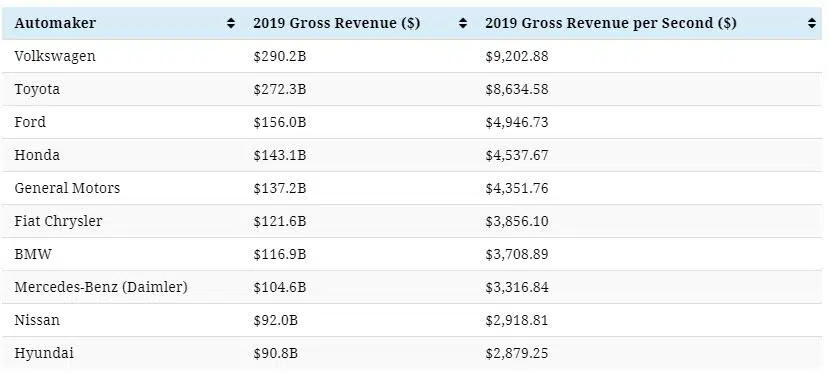 Automaker 2019 Gross Revenue ($) 2019 Gross Revenue per Second ($)
Volkswagen $290.2B $9,202.88
Toyota $272.3B $8,634.58
Ford $156.0B $4,946.73
Honda $143.1B $4,537.67
General Motors $137.2B $4,351.76
Fiat Chrysler $121.6B $3,856.10
BMW $116.9B $3,708.89
Mercedes-Benz (Daimler) $104.6B $3,316.84
Nissan $92.0B $2,918.81
Hyundai $90.8B $2,879.25